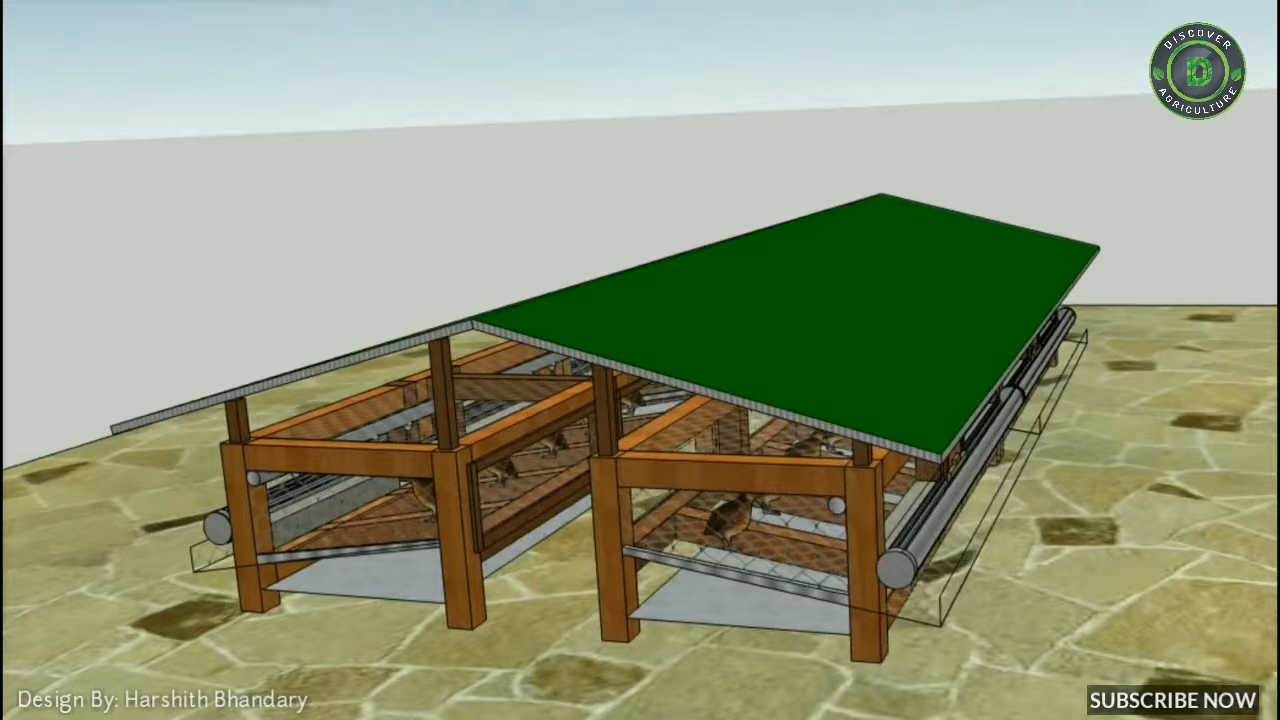 DISCOVER
D
AGRICULTURE
Design By: Harshith Bhandary
SUBSCRIBE NOW